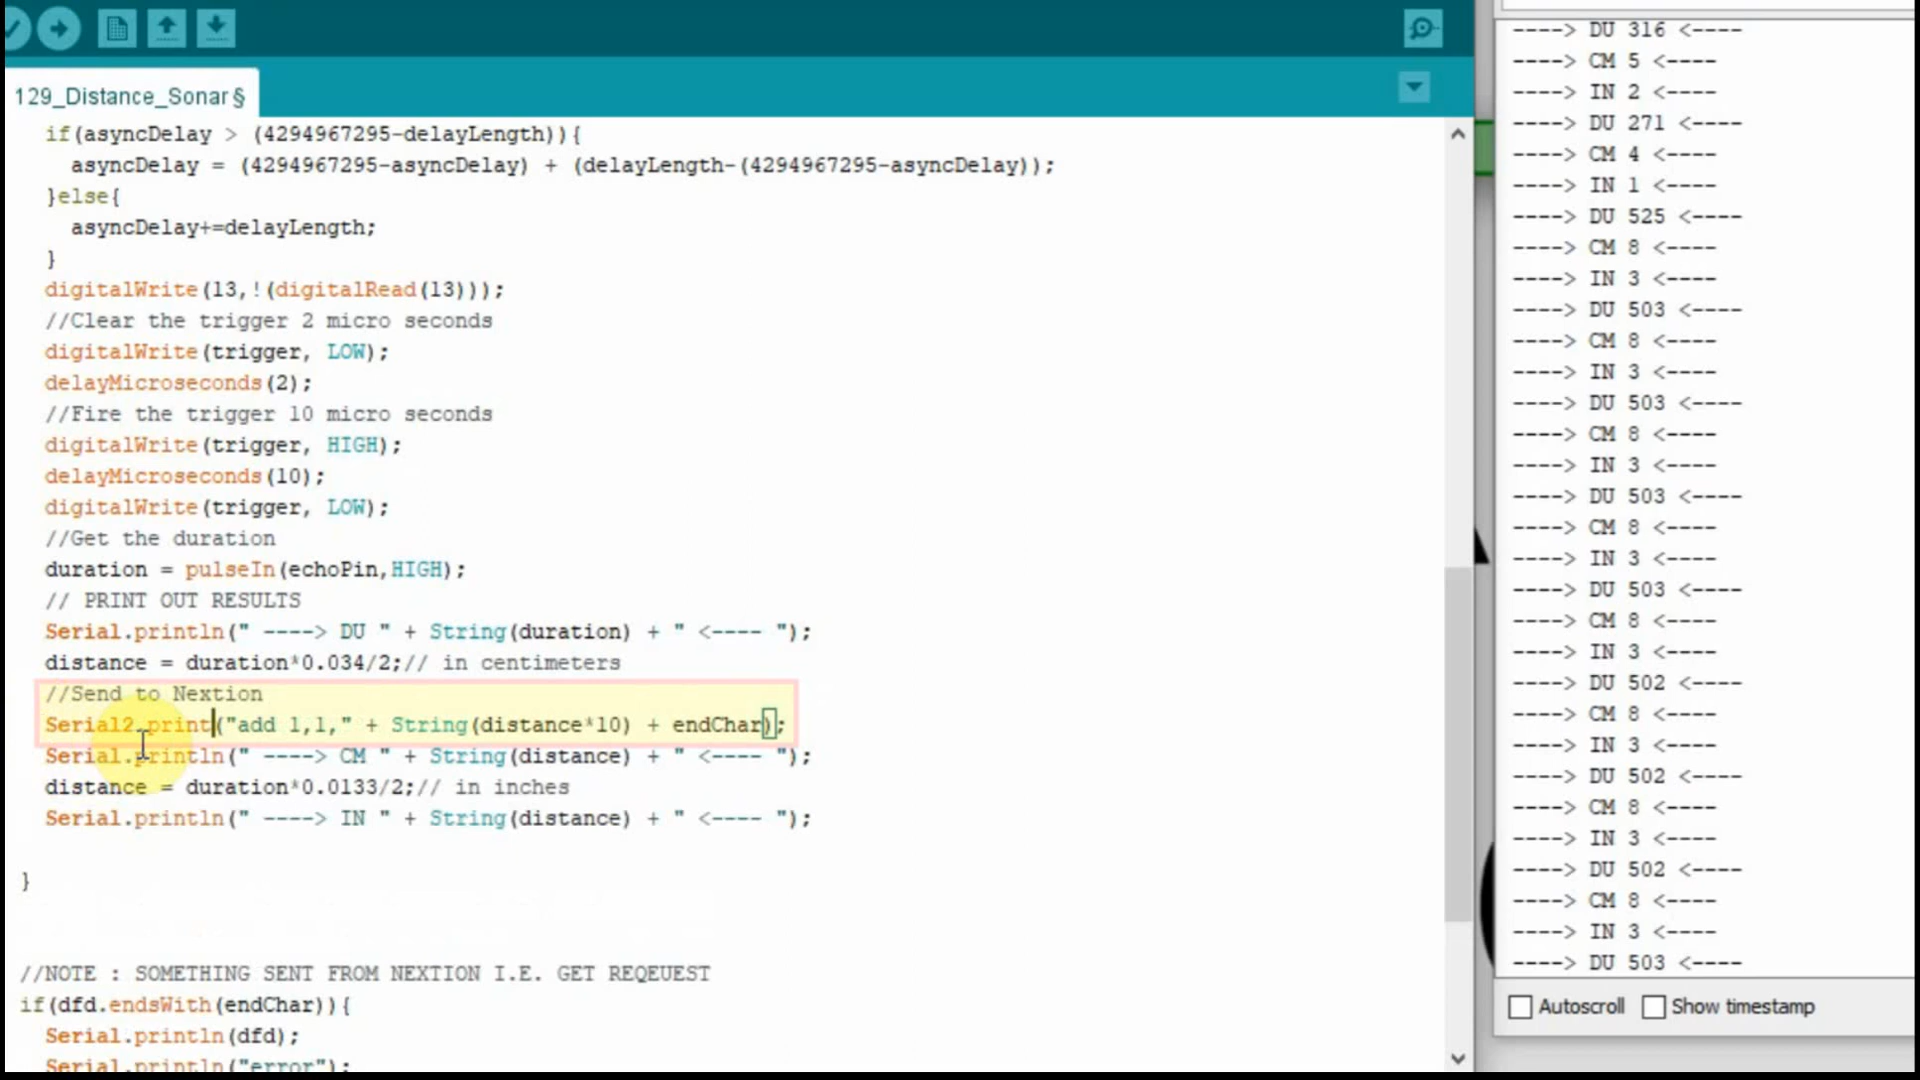 129_Distance_Sonar§
if(asyncDelay > (4294967295-delayLength)){
asyncDelay = (4294967295-asyncDelay) + (delayLength-(4294967295-asyncDelay));
}else{
asyncDelay+=delayLength;
}
digitalWrite(13,!(digitalRead(13)));
//Clear the trigger 2 micro seconds
digitalWrite(trigger, LOW);
delayMicroseconds(2);
//Fire the trigger 10 micro seconds
digitalWrite(trigger, HIGH);
delayMicroseconds(10);
digitalWrite(trigger, LOW);
//Get the duration
duration = pulseIn(echoPin,HIGH);
// PRINT OUT RESULTS
Serial.println(" ----> DU " + String(duration) + " <---- ");
distance = duration*0.034/2;// in centimeters
//Send to Nextion
Serial2.print("add 1,1," + String(distance*10) + endChar);
Serial.println(" ----> CM " + String(distance) + " <---- ");
distance = duration*0.0133/2;// in inches
Serial.println(" ----> IN " + String(distance) + " <---- ");
}
//NOTE : SOMETHING SENT FROM NEXTION I.E. GET REQEUEST
if(dfd.endsWith(endChar)){
Serial.println(dfd);
Serial.println("error");
----> DU 316 <----
----> CM 5 <----
----> IN 2 <----
----> DU 271 <----
----> CM 4 <----
----> IN 1 <----
----> DU 525 <----
----> CM 8 <----
----> IN 3 <----
----> DU 503 <----
----> CM 8 <----
----> IN 3 <----
----> DU 503 <----
----> CM 8 <----
----> IN 3 <----
----> DU 503 <----
----> CM 8 <----
----> IN 3 <----
----> DU 503 <----
----> CM 8 <----
----> IN 3 <----
----> DU 502 <----
----> CM 8 <----
----> IN 3 <----
----> DU 502 <----
----> CM 8 <----
----> IN 3 <----
----> DU 502 <----
----> CM 8 <----
----> IN 3 <----
----> DU 503 <----
Autoscroll Show timestamp